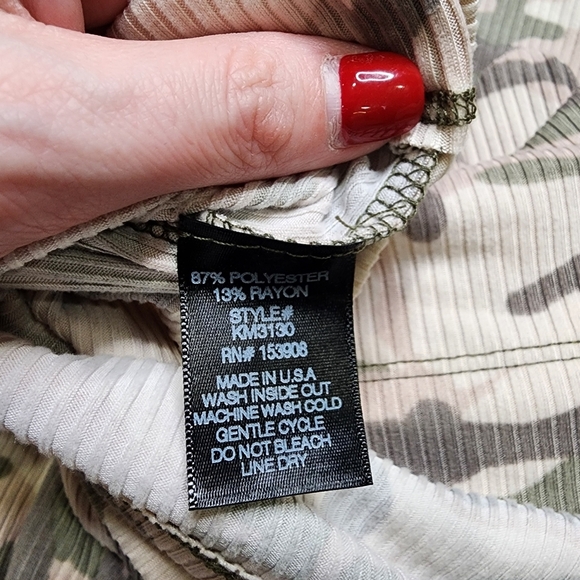 87% POLYESTER
13% RAYON
STYLE#
KM3130
RN# 153908
MADE IN U.S.A
WASH INSIDE OUT
MACHINE WASH COLD
GENTLE CYCLE
DO NOT BLEACH
LINE DRY